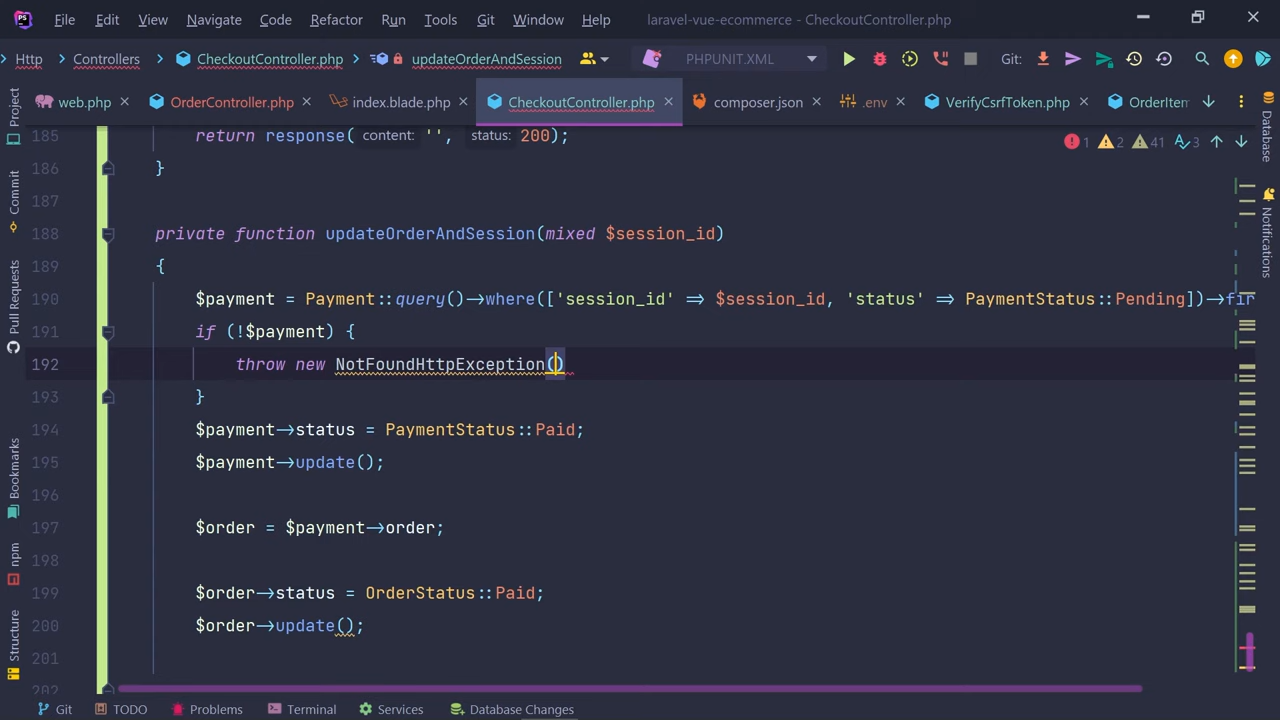 PS File Edit View Navigate Code Refactor Run Tools Git Window Help laravel-vue-ecommerce - CheckoutController.php
Http Controllers CheckoutController.php updateOrderAndSession PHPUNIT.XML Git:
web.php OrderController.php index.blade.php CheckoutController.php composer.json .env VerifyCsrfToken.php OrderItem
Project
Commit
Pull Requests
Bookmarks
npm
Structure
185 return response( content: '', status: 200);
1 2 41 3
186 }
187
188 private function updateOrderAndSession(mixed $session_id)
189 {
190 $payment = Payment::query()→where(['session_id' ⇒ $session_id, 'status' ⇒ PaymentStatus::Pending])→fir
191 if (!$payment) {
192 throw new NotFoundHttpException()
193 }
194 $payment→status = PaymentStatus::Paid;
195 $payment→update();
196
197 $order = $payment→order;
198
199 $order→status = OrderStatus::Paid;
200 $order→update();
201
202
Database
Notifications
Git TODO Problems Terminal Services Database Changes